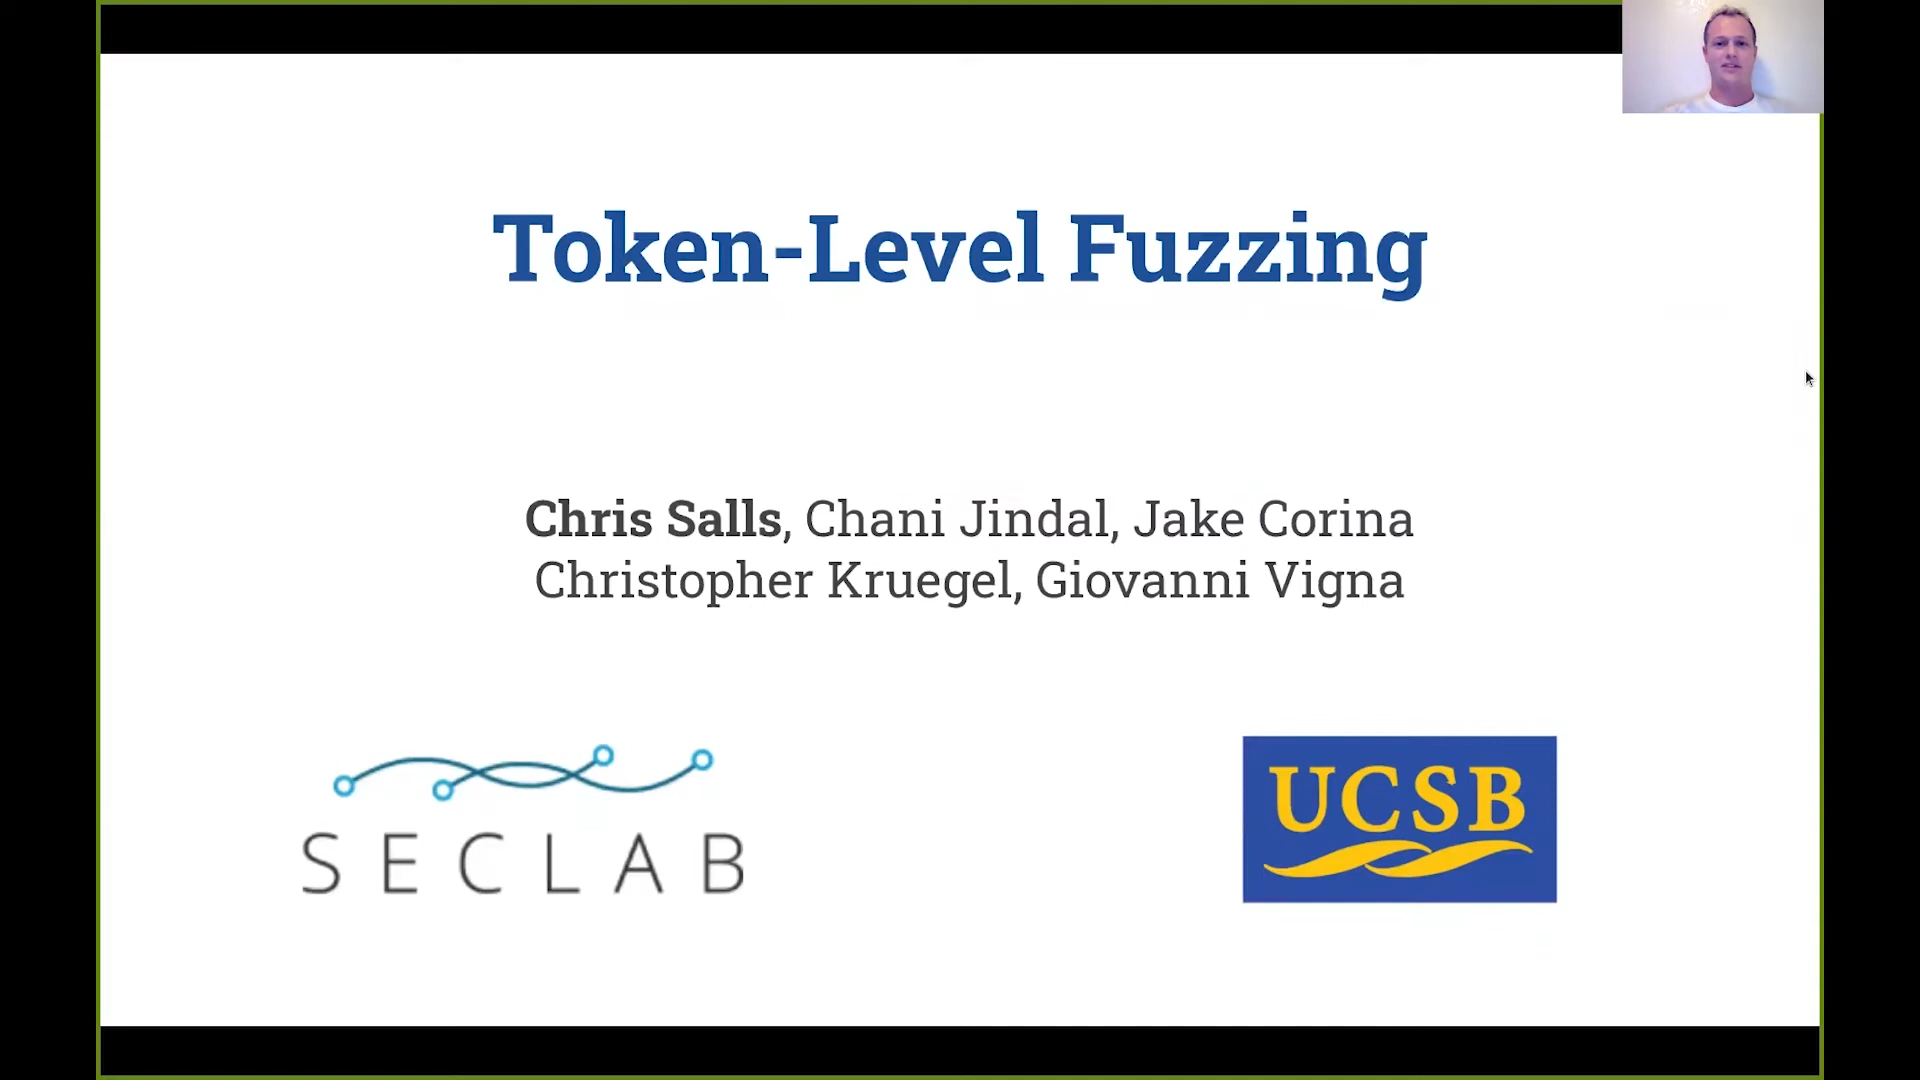 Token-Level Fuzzing
Chris Salls, Chani Jindal, Jake Corina
Christopher Kruegel, Giovanni Vigna
SECLAB
UCSB